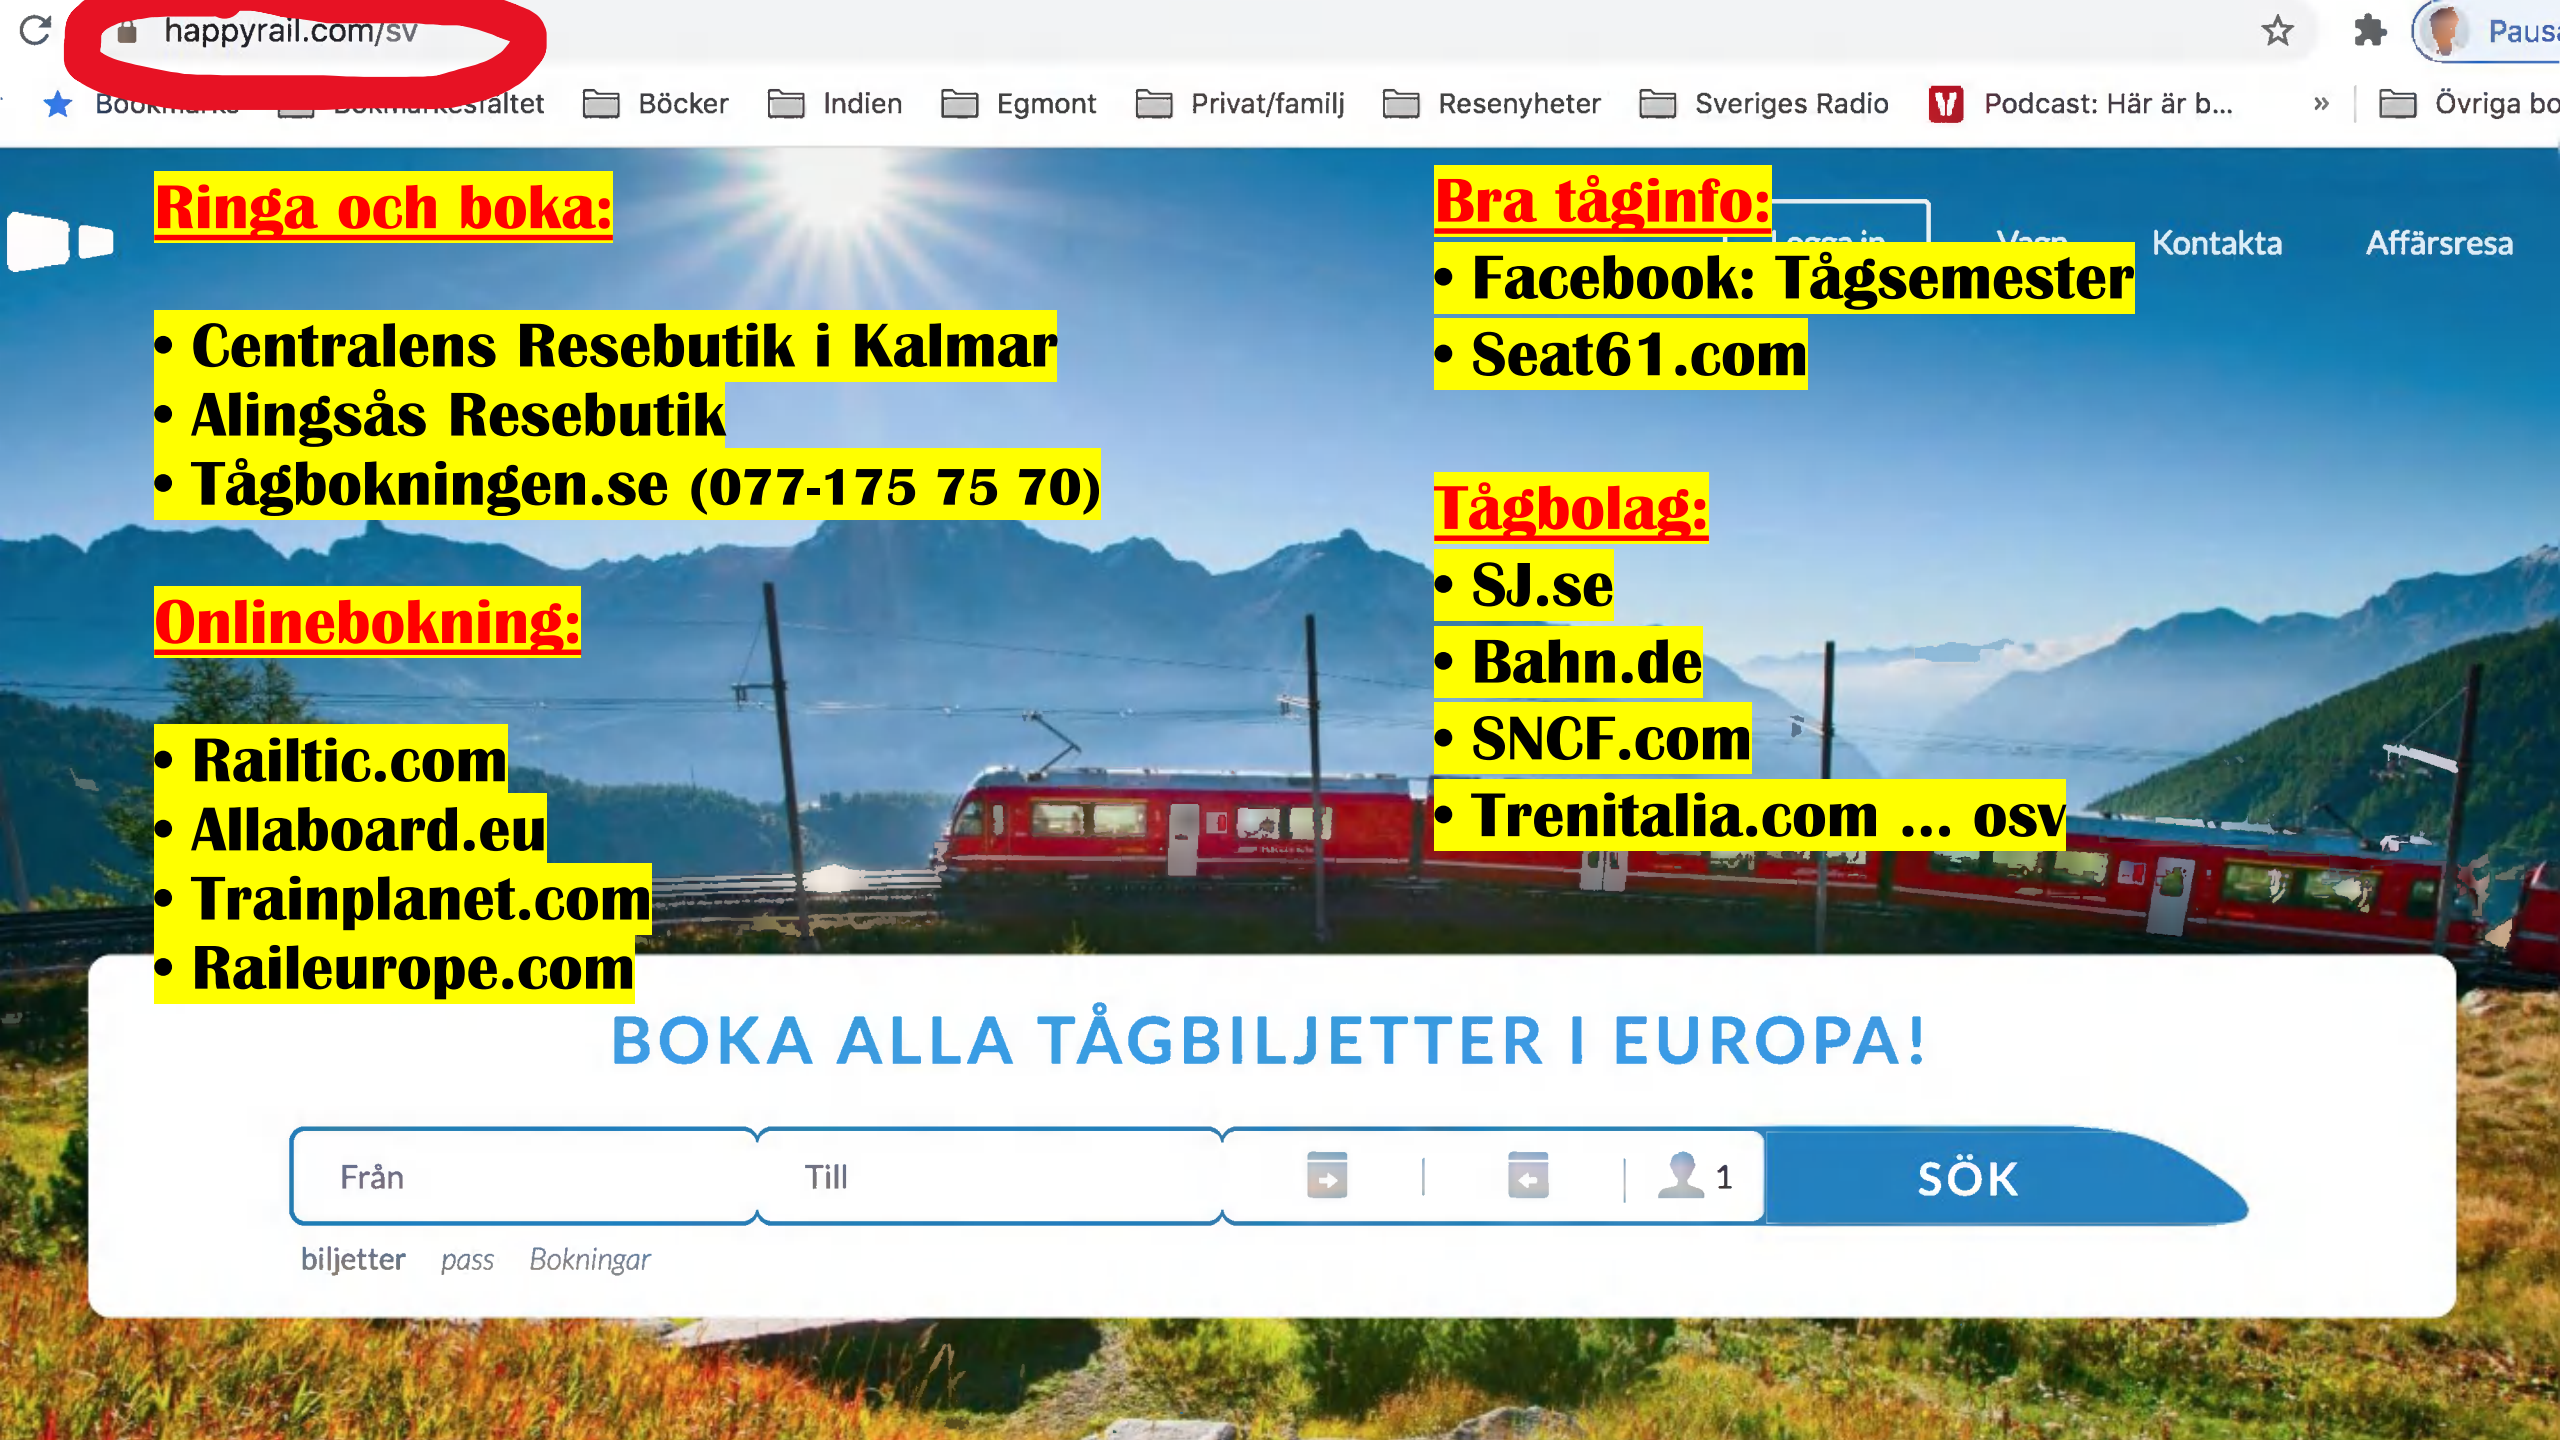 happyrail.com/sv
Pausa
Böcker
Indien
Egmont
Privat/familj
Resenyheter
Sveriges Radio
Podcast: Här är b...
»
Övriga bo
Ringa och boka:
• Centralens Resebutik i Kalmar
• Alingsås Resebutik
• Tågbokningen.se (077-175 75 70)
Onlinebokning:
• Railtic.com
• Allaboard.eu
• Trainplanet.com
• Raileurope.com
Bra tåginfo:
Kontakta
Affärsresa
• Facebook: Tågsemester
• Seat61.com
Tågbolag:
• SJ.se
• Bahn.de
• SNCF.com
• Trenitalia.com ... osv
BOKA ALLA TÅGBILJETTER I EUROPA!
Från
Till
1
SÖK
biljetter pass Bokningar